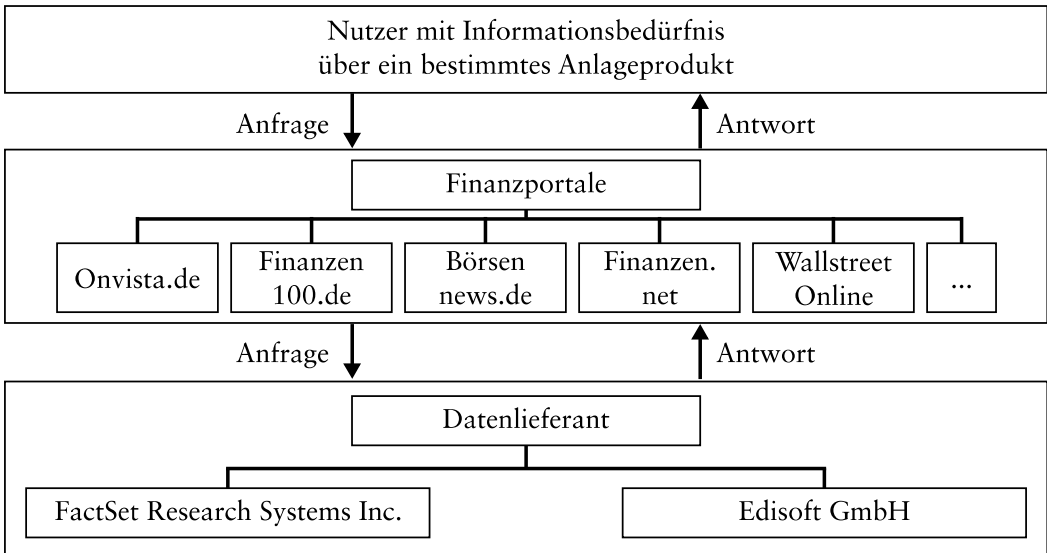 Nutzer mit Informationsbedürfnis
über ein bestimmtes Anlageprodukt
Anfrage
Antwort
Finanzportale
Onvista.de
Finanzen
100.de
Börsen
news.de
Finanzen.
net
Wallstreet
Online
...
Anfrage
Antwort
Datenlieferant
FactSet Research Systems Inc.
Edisoft GmbH